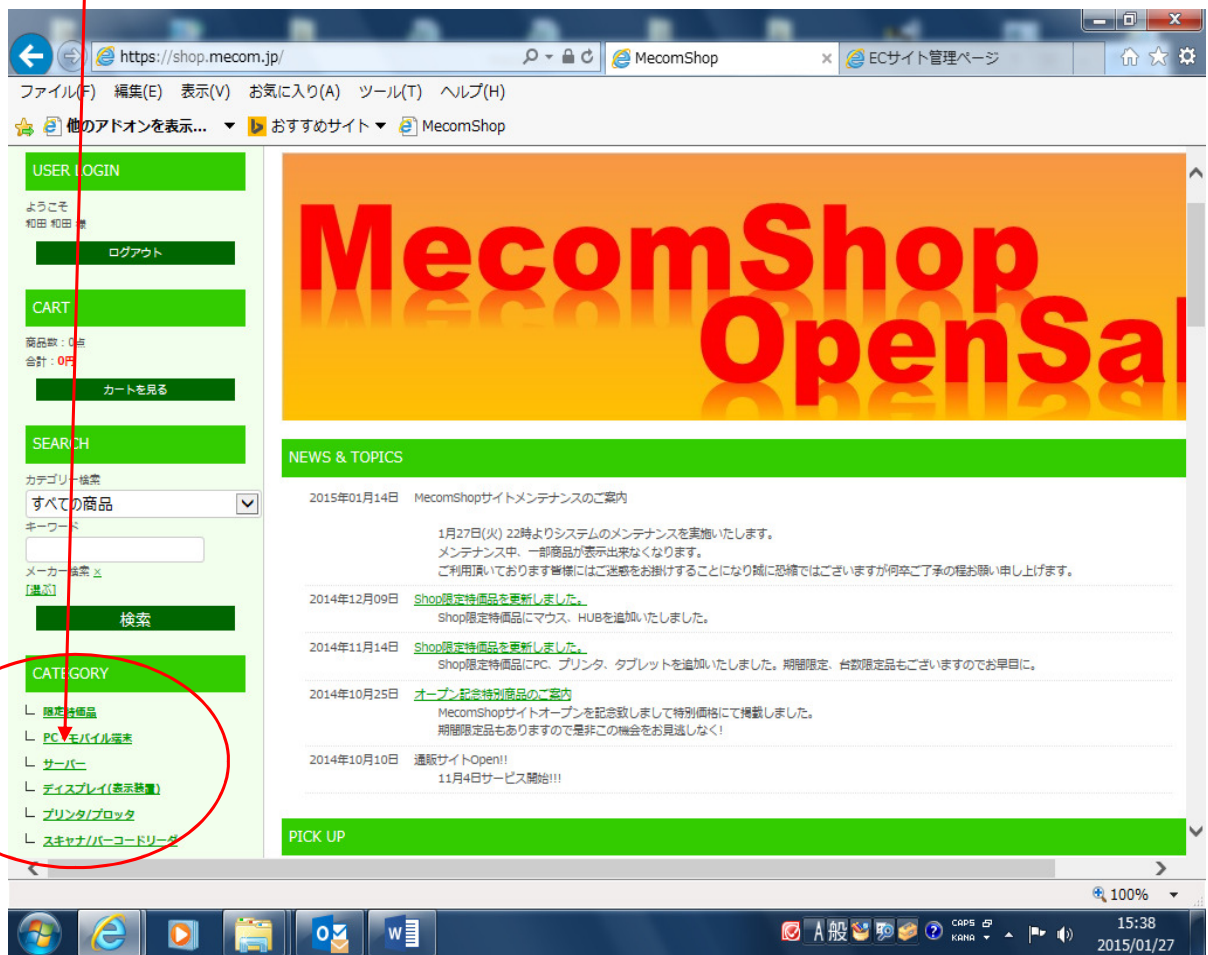 https://shop.mecom.jp/
MecomShop
ECサイト管理ページ
ファイル(F) 編集(E) 表示(V) お気に入り(A) ツール(T) ヘルプ(H)
他のアドオンを表示... おすすめサイト MecomShop
USER LOGIN
ようこそ
和田 和田 様
ログアウト
CART
商品数：0点
合計：0円
カートを見る
SEARCH
カテゴリー検索
すべての商品
キーワード
メーカー検索 ×
[選ぶ]
検索
CATEGORY
限定特価品
PC・モバイル端末
サーバー
ディスプレイ(表示装置)
プリンタ/プロッタ
スキャナ/バーコードリーダ
MecomShop
OpenSal
NEWS & TOPICS
2015年01月14日 MecomShopサイトメンテナンスのご案内
1月27日(火) 22時よりシステムのメンテナンスを実施いたします。
メンテナンス中、一部商品が表示出来なくなります。
ご利用頂いております皆様にはご迷惑をお掛けすることになり誠に恐縮ではございますが何卒ご了承の程お願い申し上げます。
2014年12月09日 Shop限定特価品を更新しました。
Shop限定特価品にマウス、HUBを追加いたしました。
2014年11月14日 Shop限定特価品を更新しました。
Shop限定特価品にPC、プリンタ、タブレットを追加いたしました。期間限定、台数限定品もございますのでお早目に。
2014年10月25日 オープン記念特別商品のご案内
MecomShopサイトオープンを記念致しまして特別価格にて掲載しました。
期間限定品もありますので是非この機会をお見逃しなく!
2014年10月10日 通販サイトOpen!!
11月4日サービス開始!!!
PICK UP
100%
A 般
CAPS
KANA
15:38
2015/01/27